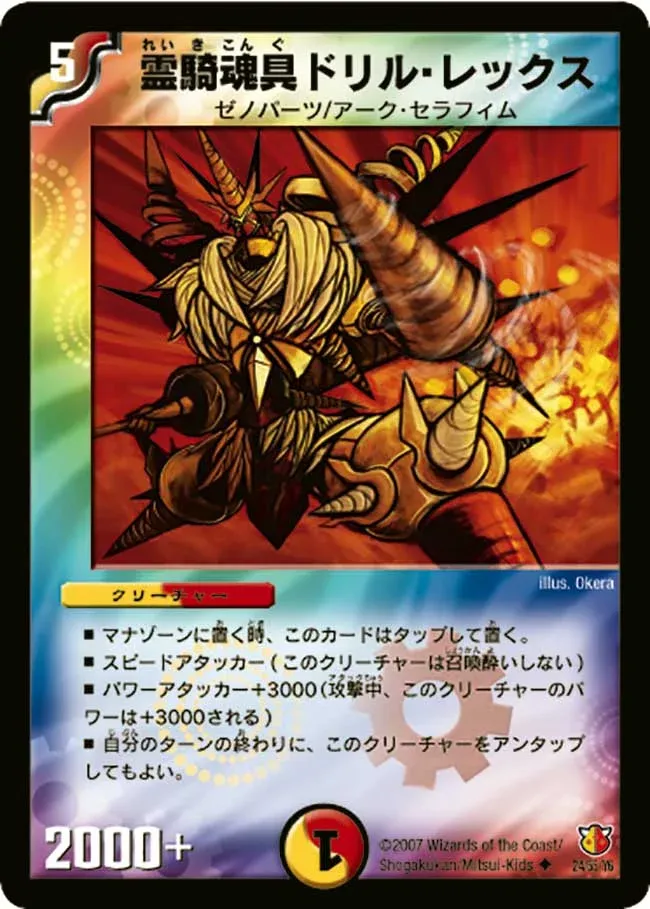 5
れいきこんぐ
霊騎魂具ドリル・レックス
ゼノパーツ/アーク・セラフィム
illus. Okera
クリーチャー
■ マナゾーンに置く時、このカードはタップして置く。
■ スピードアタッカー(このクリーチャーは召喚酔いしない)
■ パワーアタッカー+3000(攻撃中、このクリーチャーのパ
ワーは+3000される)
■ 自分のターンの終わりに、このクリーチャーをアンタップ
してもよい。
2000+
1
©2007 Wizards of the Coast/
Shogakukan/Mitsui-Kids ◆
24/55 Y6